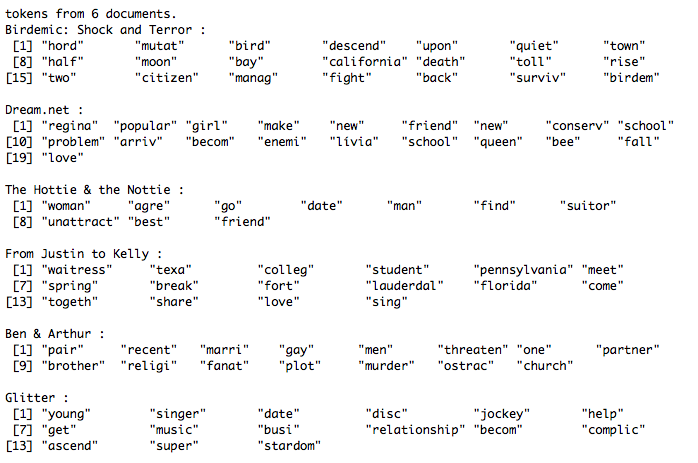 tokens from 6 documents.
Birdemic: Shock and Terror :
 [1] "hord"       "mutat"      "bird"       "descend"    "upon"       "quiet"      "town"
 [8] "half"       "moon"       "bay"        "california" "death"      "toll"       "rise"
[15] "two"        "citizen"    "manag"      "fight"      "back"       "surviv"     "birdem"
Dream.net :
 [1] "regina"  "popular" "girl"    "make"    "new"     "friend"  "new"     "conserv" "school"
[10] "problem" "arriv"   "becom"   "enemi"   "livia"   "school"  "queen"   "bee"     "fall"
[19] "love"
The Hottie & the Nottie :
 [1] "woman"     "agre"      "go"        "date"      "man"       "find"      "suitor"
 [8] "unattract" "best"      "friend"
From Justin to Kelly :
 [1] "waitress"     "texa"         "colleg"       "student"      "pennsylvania" "meet"
 [7] "spring"       "break"        "fort"         "lauderdal"    "florida"      "come"
[13] "togeth"       "share"        "love"         "sing"
Ben & Arthur :
 [1] "pair"     "recent"   "marri"    "gay"      "men"      "threaten" "one"      "partner"
 [9] "brother"  "religi"   "fanat"    "plot"     "murder"   "ostrac"   "church"
Glitter :
 [1] "young"        "singer"       "date"         "disc"         "jockey"       "help"
 [7] "get"          "music"        "busi"         "relationship" "becom"        "complic"
[13] "ascend"       "super"        "stardom"